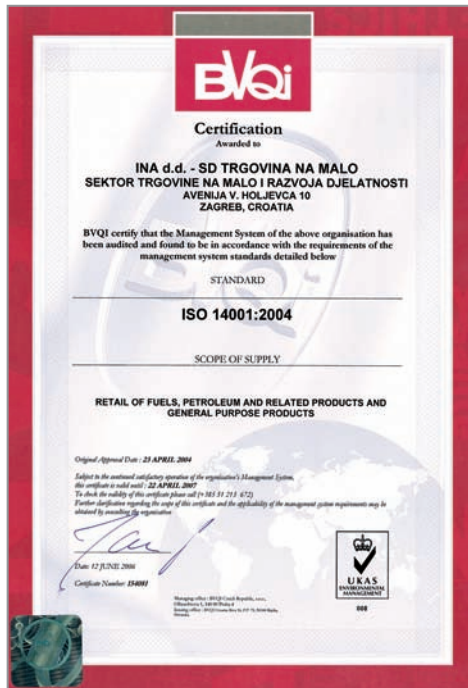 BVQi
Certification
Awarded to
INA d.d. - SD TRGOVINA NA MALO
SEKTOR TRGOVINE NA MALO I RAZVOJA DJELATNOSTI
AVENIJA V. HOLJEVCA 10
ZAGREB, CROATIA
BVQI certify that the Management System of the above organisation has
been audited and found to be in accordance with the requirements of the
management system standards detailed below
STANDARD
ISO 14001:2004
SCOPE OF SUPPLY
RETAIL OF FUELS, PETROLEUM AND RELATED PRODUCTS AND
GENERAL PURPOSE PRODUCTS
Original Approval Date : 23 APRIL 2004
Subject to the continued satisfactory operation of the organisation's Management System,
this certificate is valid until : 22 APRIL 2007
To check the validity of this certificate please call (+385 51 213 672)
Further clarification regarding the scope of this certificate and the applicability of the management system requirements may be
obtained by consulting the organisation
Date: 12 JUNE 2006
Certificate Number: 154081
Managing office : BVQI Czech Republic, s.r.o.
UKAS
ENVIRONMENTAL
MANAGEMENT
008